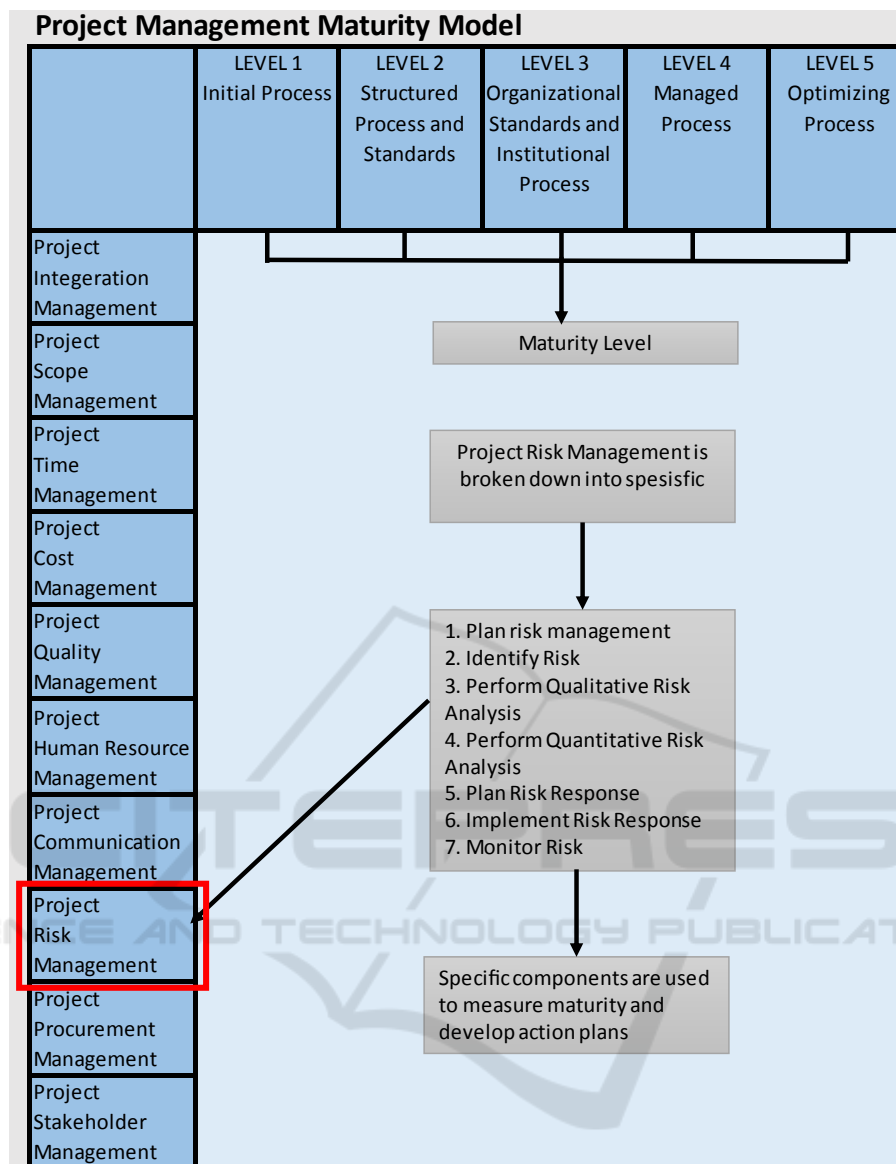 Project Management Maturity Model
LEVEL 1
Initial Process
LEVEL 2
Structured
Process and
Standards
LEVEL 3
Organizational
Standards and
Institutional
Process
LEVEL 4
Managed
Process
LEVEL 5
Optimizing
Process
Project
Integeration
Management
Project
Scope
Management
Project
Time
Management
Project
Cost
Management
Project
Quality
Management
Project
Human Resource
Management
Project
Communication
Management
Project
Risk
Management
Project
Procurement
Management
Project
Stakeholder
Management
Maturity Level
Project Risk Management is
broken down into spesisfic
1. Plan risk management
2. Identify Risk
3. Perform Qualitative Risk
Analysis
4. Perform Quantitative Risk
Analysis
5. Plan Risk Response
6. Implement Risk Response
7. Monitor Risk
Specific components are used
to measure maturity and
develop action plans
AND TECHNOLOGY